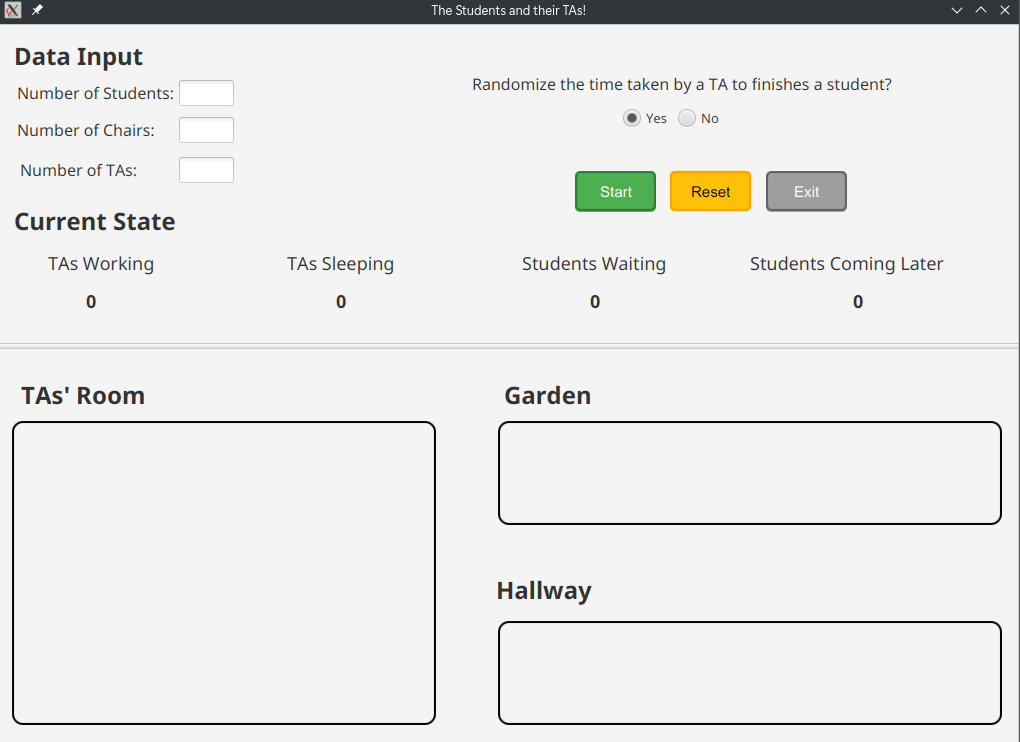 The Students and their TAs!
Data Input
Number of Students:
Number of Chairs:
Number of TAs:
Randomize the time taken by a TA to finishes a student?
Yes No
Start Reset Exit
Current State
TAs Working TAs Sleeping Students Waiting Students Coming Later
0 0 0 0
TAs' Room
Garden
Hallway